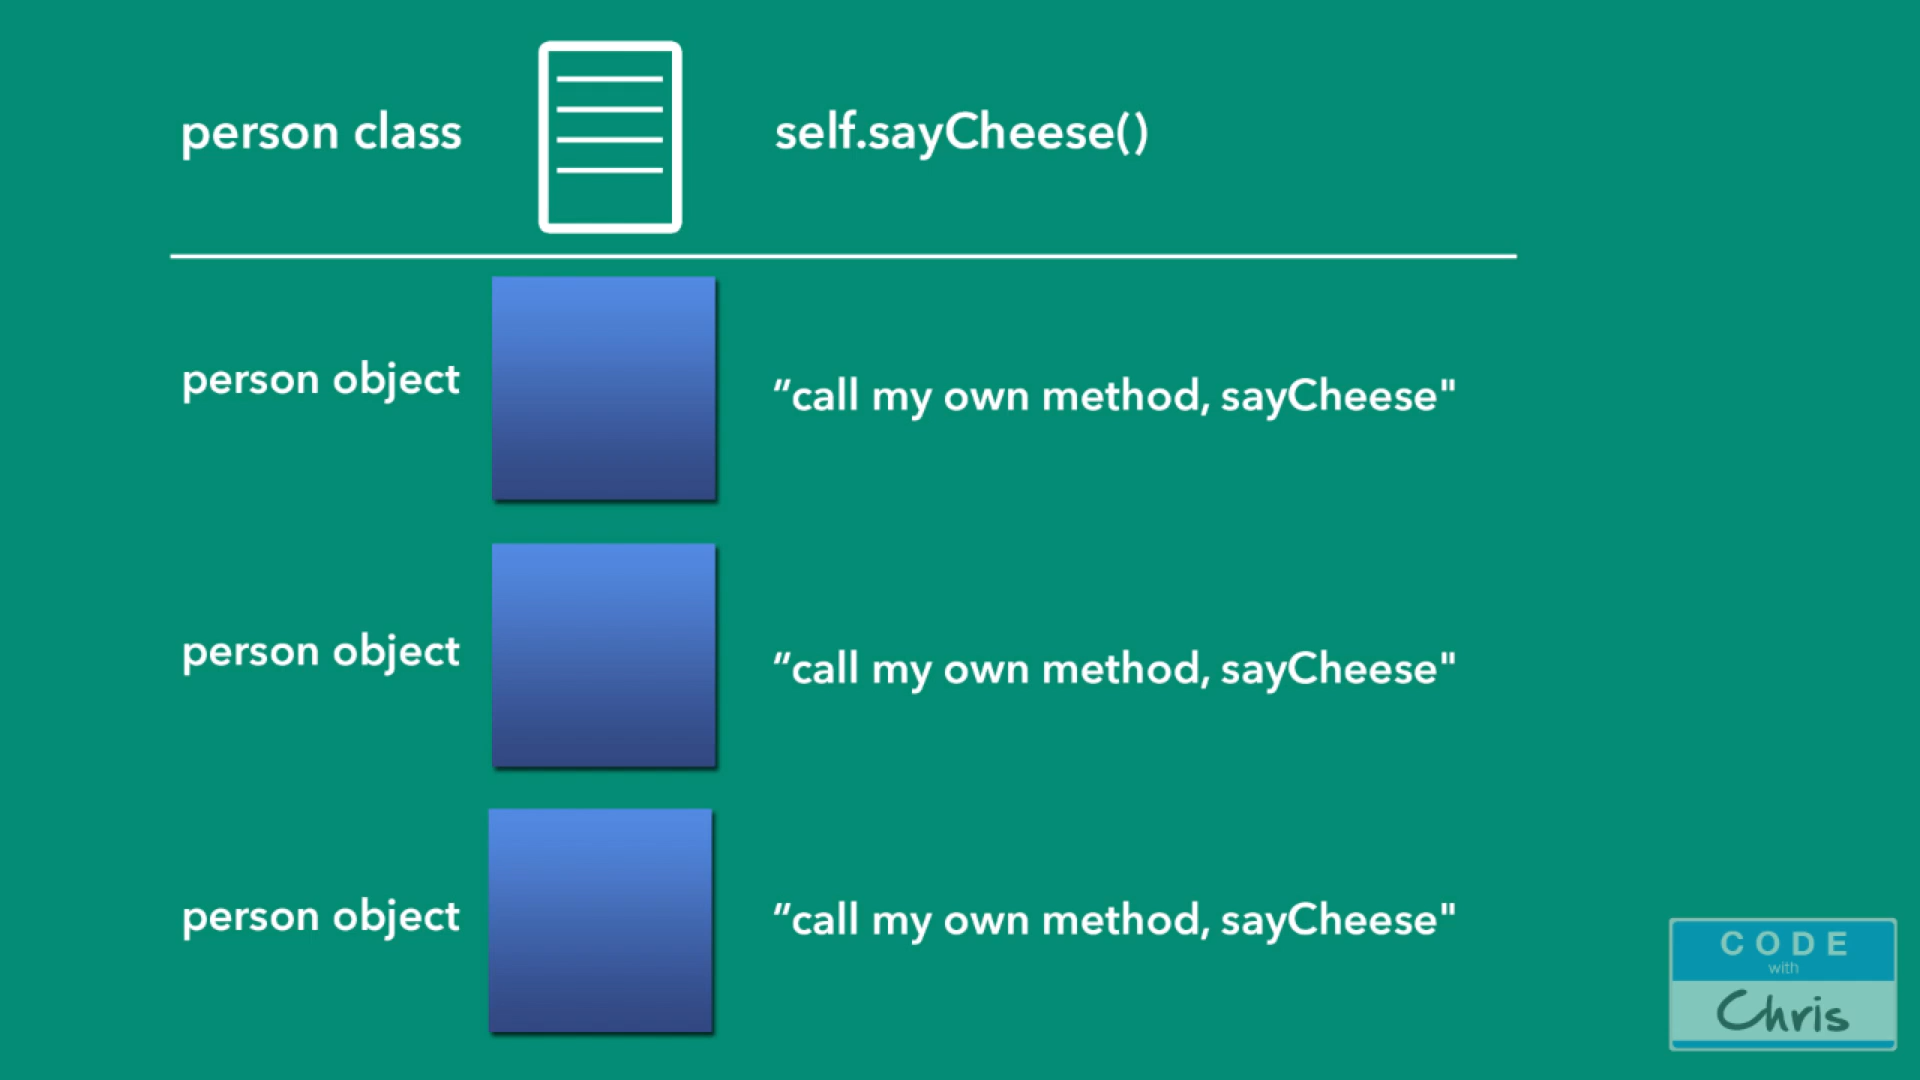 person class
self.sayCheese()
person object
“call my own method, sayCheese"
person object
“call my own method, sayCheese"
person object
“call my own method, sayCheese"
CODE
with
Chris